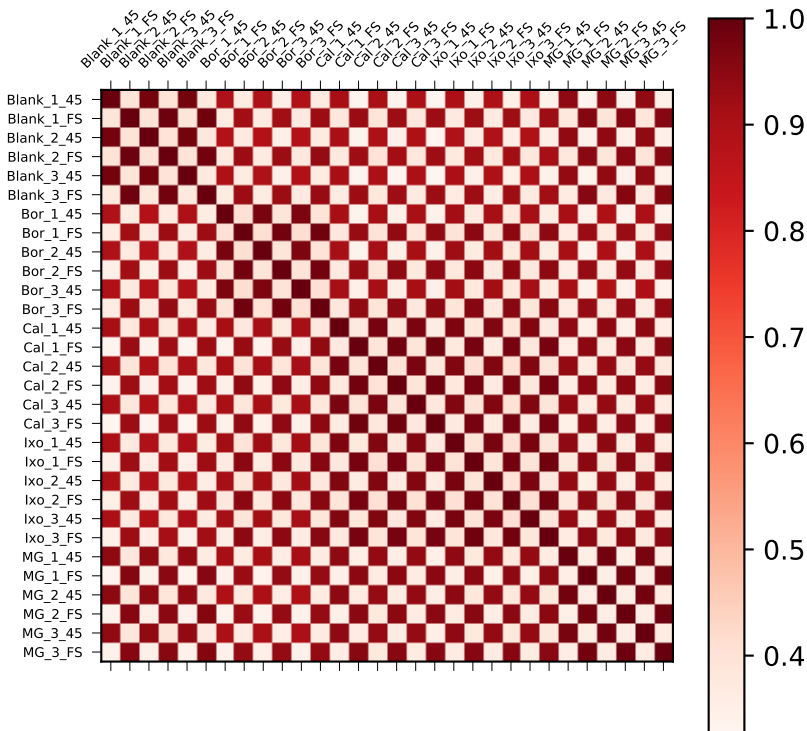 Blank_1_45
Blank_1_FS
Blank_2_45
Blank_2_FS
Blank_3_45
Blank_3_FS
Bor_1_45
Bor_1_FS
Bor_2_45
Bor_2_FS
Bor_3_45
Bor_3_FS
Cal_1_45
Cal_1_FS
Cal_2_45
Cal_2_FS
Cal_3_45
Cal_3_FS
Ixo_1_45
Ixo_1_FS
Ixo_2_45
Ixo_2_FS
Ixo_3_45
Ixo_3_FS
MG_1_45
MG_1_FS
MG_2_45
MG_2_FS
MG_3_45
MG_3_FS
Blank_1_45
Blank_1_FS
Blank_2_45
Blank_2_FS
Blank_3_45
Blank_3_FS
Bor_1_45
Bor_1_FS
Bor_2_45
Bor_2_FS
Bor_3_45
Bor_3_FS
Cal_1_45
Cal_1_FS
Cal_2_45
Cal_2_FS
Cal_3_45
Cal_3_FS
Ixo_1_45
Ixo_1_FS
Ixo_2_45
Ixo_2_FS
Ixo_3_45
Ixo_3_FS
MG_1_45
MG_1_FS
MG_2_45
MG_2_FS
MG_3_45
MG_3_FS
1.0
0.9
0.8
0.7
0.6
0.5
0.4